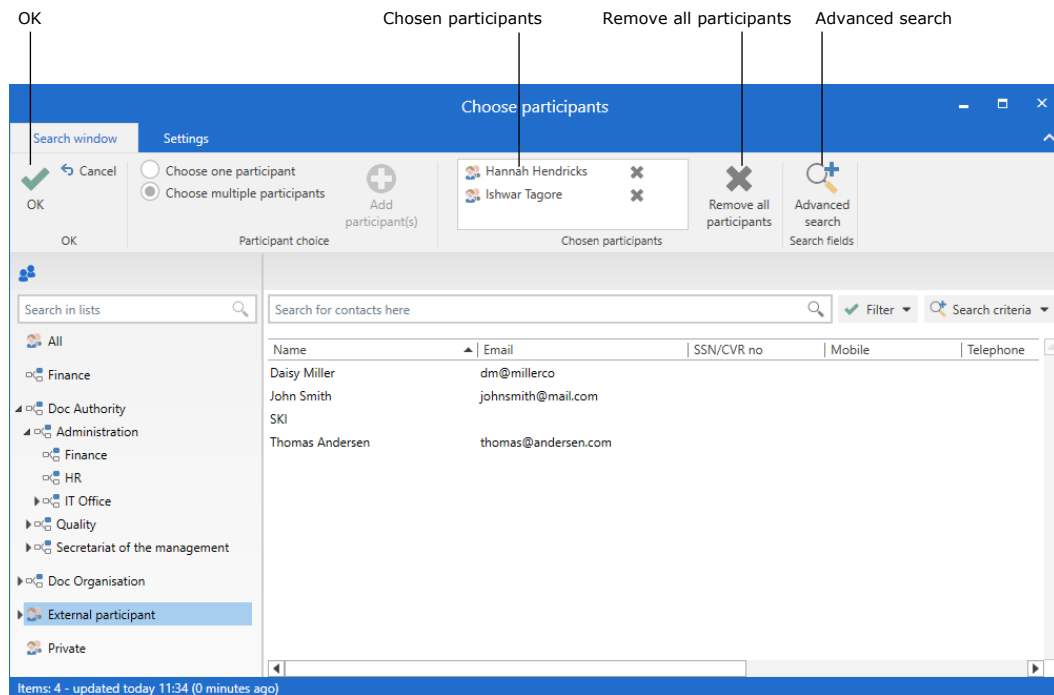 OK Chosen participants Remove all participants Advanced search
Choose participants
Search window Settings
Cancel Choose one participant Hannah Hendricks
Choose multiple participants Ishwar Tagore
OK Add participant(s) Remove all participants Advanced search
OK Participant choice Chosen participants Search fields
Search in lists Search for contacts here Filter Search criteria
All
Name Email SSN/CVR no Mobile Telephone
Finance Daisy Miller dm@millerco
John Smith johnsmith@mail.com
Doc Authority
SKI
Administration
Thomas Andersen thomas@andersen.com
Finance
HR
IT Office
Quality
Secretariat of the management
Doc Organisation
External participant
Private
Items: 4 - updated today 11:34 (0 minutes ago)